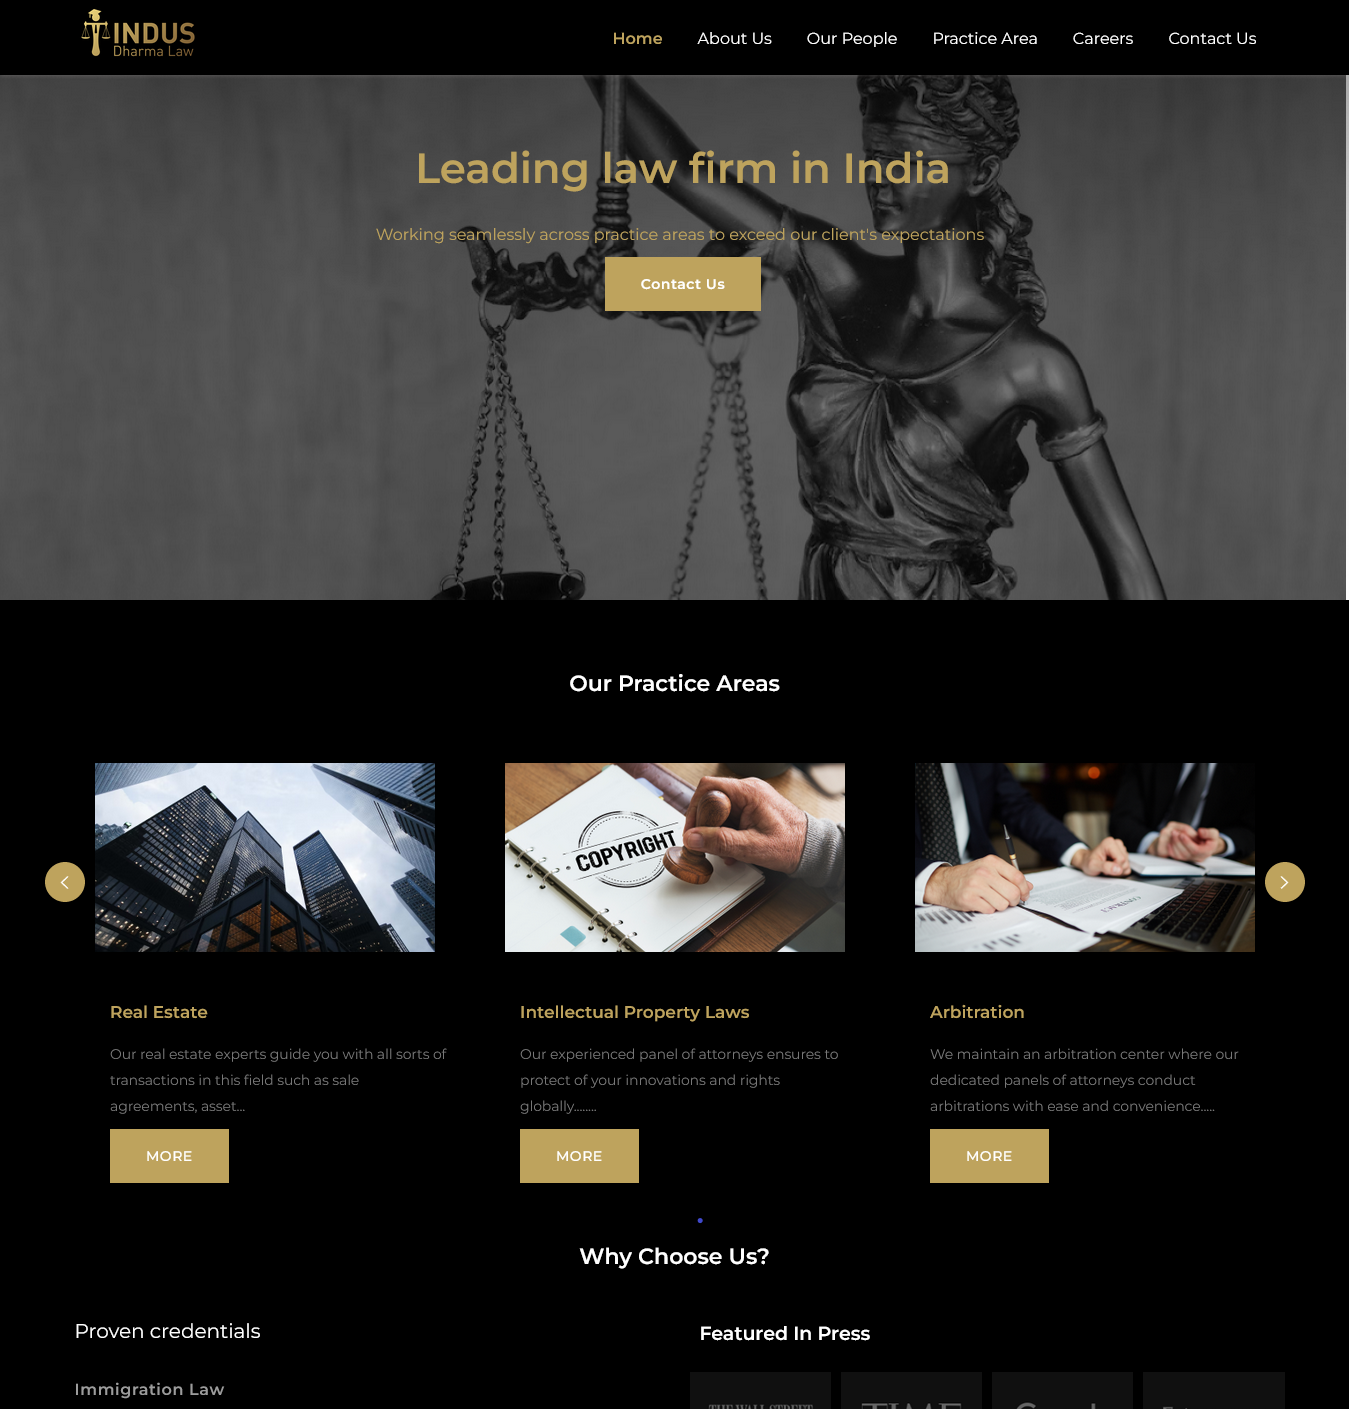 INDUS
Dharma Law
Home About Us Our People Practice Area Careers Contact Us
Leading law firm in India
Working seamlessly across practice areas to exceed our client's expectations
Contact Us
Our Practice Areas
COPYRIGHT
CONTRACT
Real Estate
Our real estate experts guide you with all sorts of
transactions in this field such as sale
agreements, asset...
MORE
Intellectual Property Laws
Our experienced panel of attorneys ensures to
protect of your innovations and rights
globally........
MORE
Arbitration
We maintain an arbitration center where our
dedicated panels of attorneys conduct
arbitrations with ease and convenience.....
MORE
Why Choose Us?
Proven credentials
Immigration Law
Featured In Press
THE WALL STREET
TIME